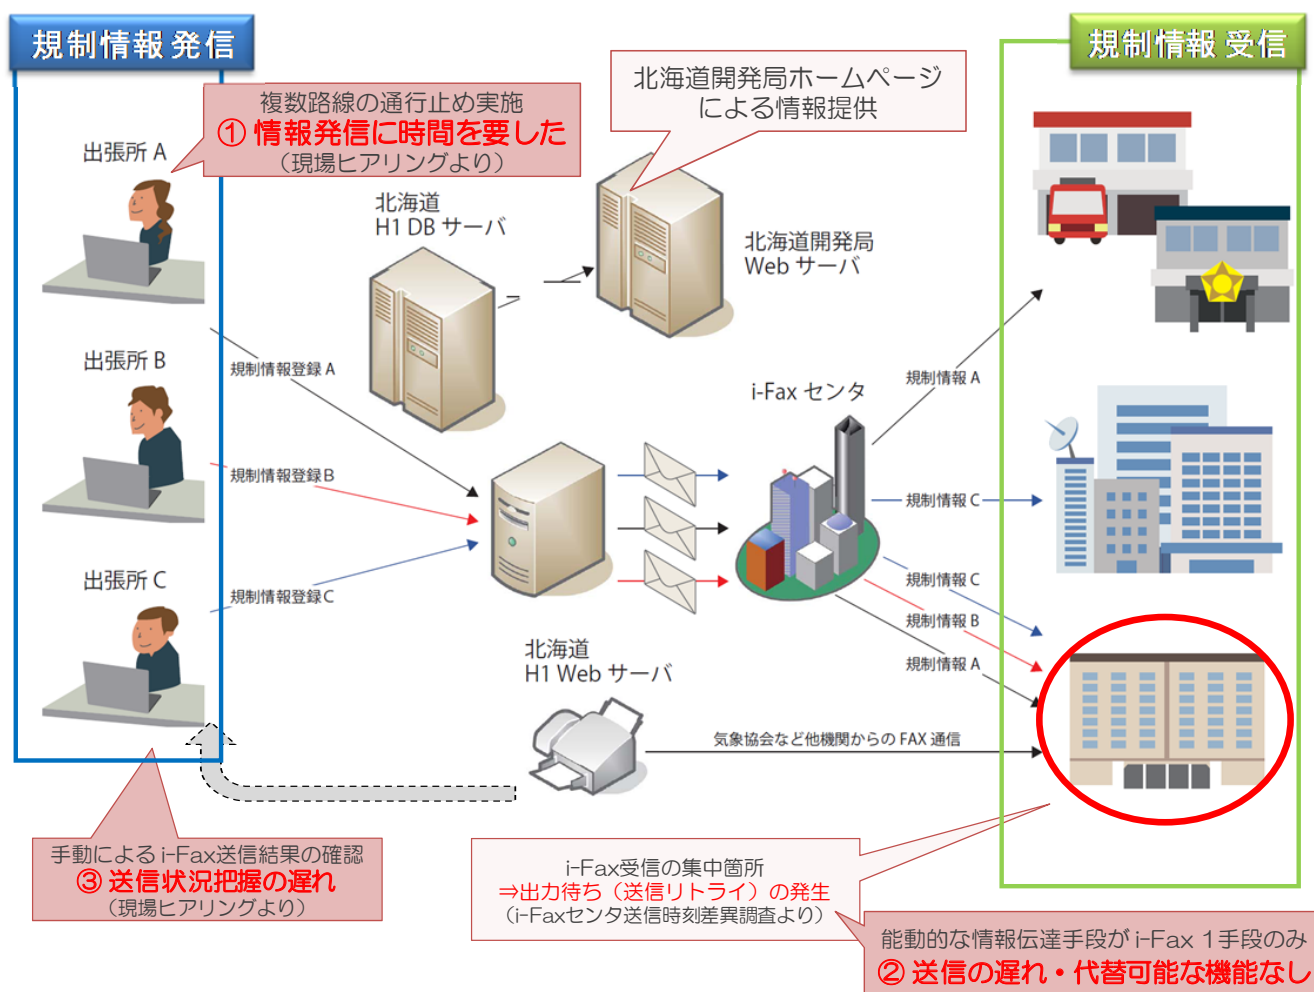 規制情報 発信
規制情報 受信
複数路線の通行止め実施
① 情報発信に時間を要した
（現場ヒアリングより）
北海道開発局ホームページ
による情報提供
出張所 A
北海道
H1 DB サーバ
北海道開発局
Web サーバ
出張所 B
規制情報登録 A
規制情報 A
i-Fax センタ
規制情報登録 B
規制情報 C
出張所 C
規制情報登録 C
規制情報 C
規制情報 B
規制情報 A
北海道
H1 Web サーバ
気象協会など他機関からの FAX 通信
手動による i-Fax送信結果の確認
③ 送信状況把握の遅れ
（現場ヒアリングより）
i-Fax受信の集中箇所
⇒出力待ち（送信リトライ）の発生
（i-Faxセンタ送信時刻差異調査より）
能動的な情報伝達手段が i-Fax 1手段のみ
② 送信の遅れ・代替可能な機能なし